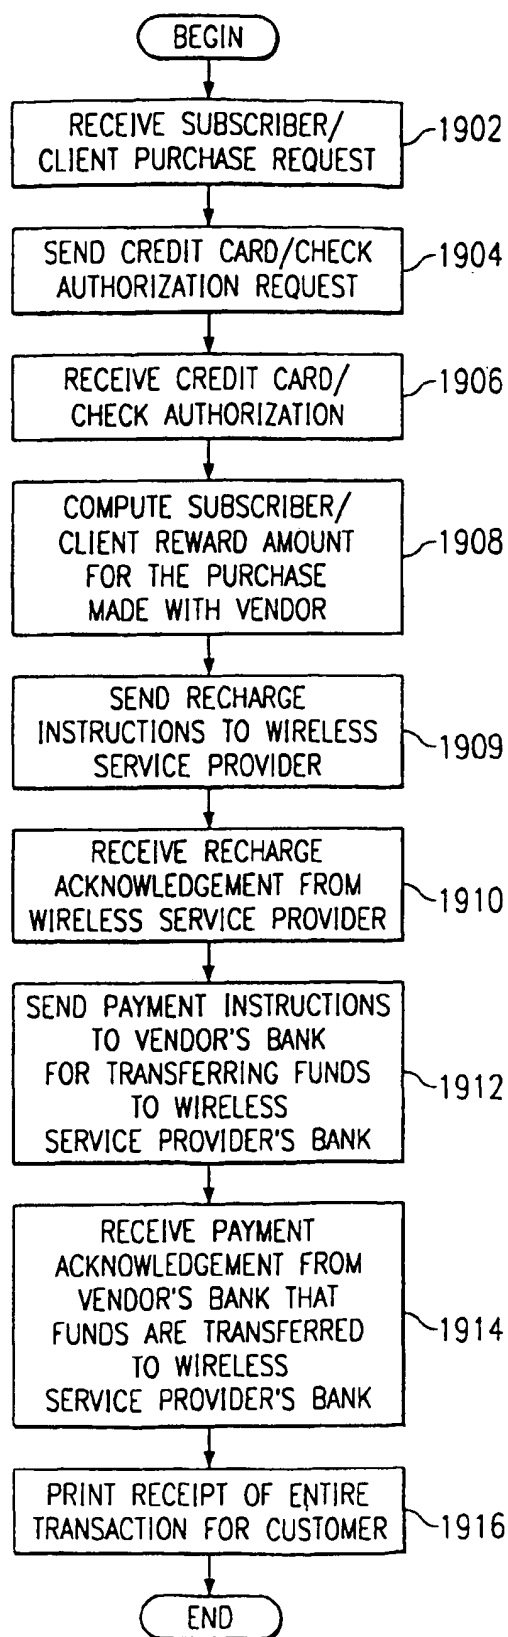 BEGIN
RECEIVE SUBSCRIBER/
CLIENT PURCHASE REQUEST
1902
SEND CREDIT CARD/CHECK
AUTHORIZATION REQUEST
1904
RECEIVE CREDIT CARD/
CHECK AUTHORIZATION
1906
COMPUTE SUBSCRIBER/
CLIENT REWARD AMOUNT
FOR THE PURCHASE
MADE WITH VENDOR
1908
SEND RECHARGE
INSTRUCTIONS TO WIRELESS
SERVICE PROVIDER
1909
RECEIVE RECHARGE
ACKNOWLEDGEMENT FROM
WIRELESS SERVICE PROVIDER
1910
SEND PAYMENT INSTRUCTIONS
TO VENDOR'S BANK
FOR TRANSFERRING FUNDS
TO WIRELESS
SERVICE PROVIDER'S BANK
1912
RECEIVE PAYMENT
ACKNOWLEDGEMENT FROM
VENDOR'S BANK THAT
FUNDS ARE TRANSFERRED
TO WIRELESS
SERVICE PROVIDER'S BANK
1914
PRINT RECEIPT OF ENTIRE
TRANSACTION FOR CUSTOMER
1916
END